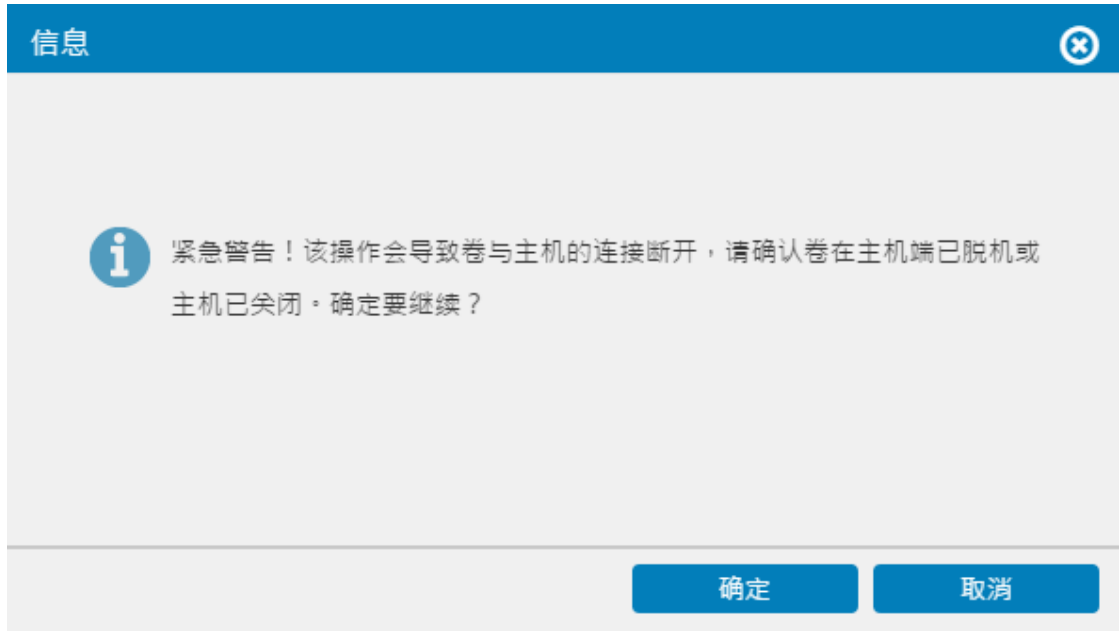 信息
紧急警告！该操作会导致卷与主机的连接断开，请确认卷在主机端已脱机或
主机已关闭。确定要继续？
确定
取消